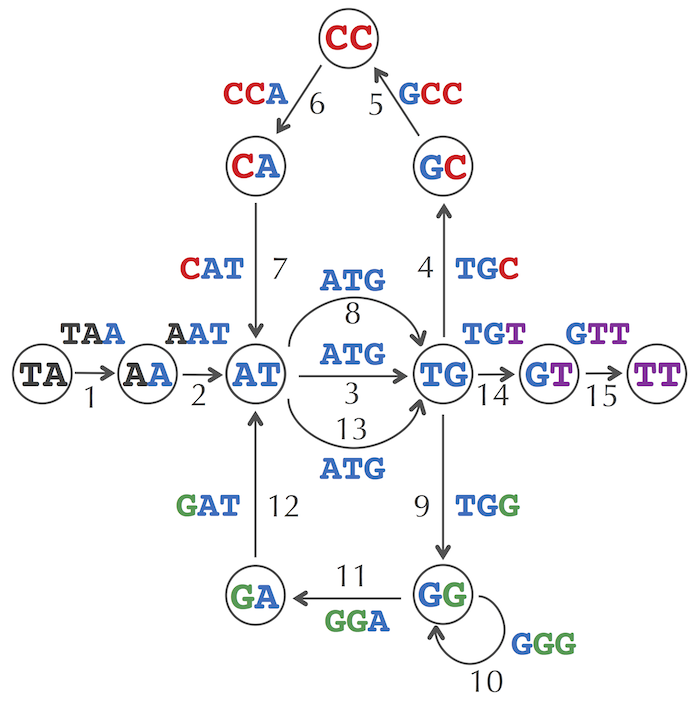 CC
CCA 6 5 GCC
CA GC
CAT 7 ATG 4 TGC
8
TAA AAT ATG TGT GTT
TA AA AT TG GT TT
1 2 3 14 15
13
ATG
GAT 12 9 TGG
11
GA GG
GGA
GGG
10